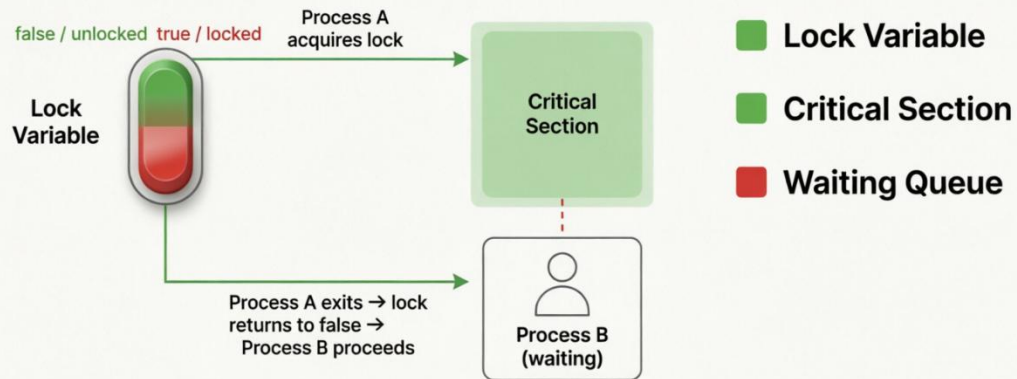 false / unlocked true / locked
Lock
Variable
Process A
acquires lock
Critical
Section
Process A exits → lock
returns to false →
Process B proceeds
Process B
(waiting)
Lock Variable
Critical Section
Waiting Queue